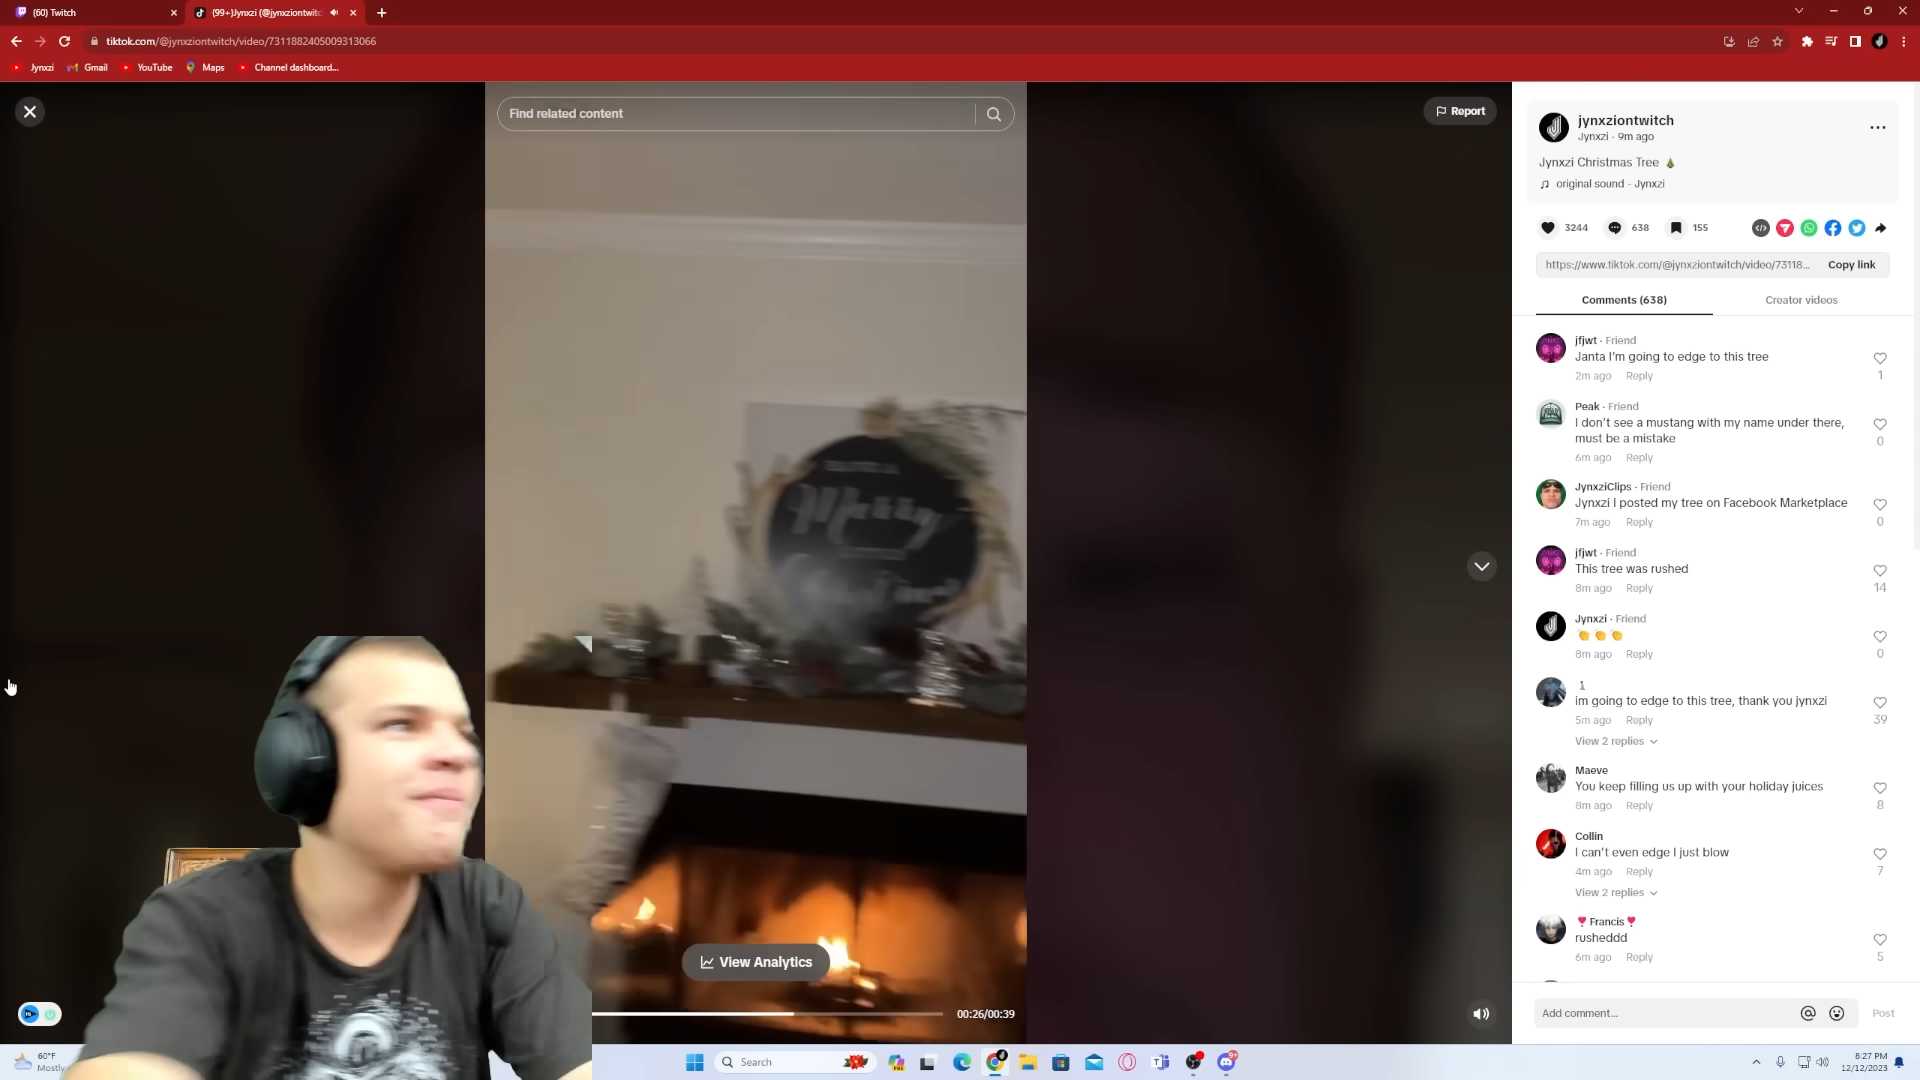 (60) Twitch
(99+)Jynxzi (@jynxziontwitc
tiktok.com/@jynxziontwitch/video/7311882405009313066
Jynxzi
Gmail
YouTube
Maps
Channel dashboard...
Find related content
Report
View Analytics
00:26/00:39
jynxziontwitch
Jynxzi · 9m ago
Jynxzi Christmas Tree 🎄
original sound - Jynxzi
3244
638
155
https://www.tiktok.com/@jynxziontwitch/video/73118...
Copy link
Comments (638)
Creator videos
jfjwt · Friend
Janta I'm going to edge to this tree
2m ago Reply
1
Peak · Friend
I don't see a mustang with my name under there,
must be a mistake
0
6m ago Reply
JynxziClips · Friend
Jynxzi I posted my tree on Facebook Marketplace
7m ago Reply
0
jfjwt · Friend
This tree was rushed
8m ago Reply
14
Jynxzi · Friend
👏👏👏
8m ago Reply
0
1
im going to edge to this tree, thank you jynxzi
5m ago Reply
39
View 2 replies
Maeve
You keep filling us up with your holiday juices
8m ago Reply
8
Collin
I can't even edge I just blow
4m ago Reply
7
View 2 replies
❣Francis❣
rusheddd
6m ago Reply
5
Add comment...
Post
60°F
Mostly
Search
8:27 PM
12/12/2023